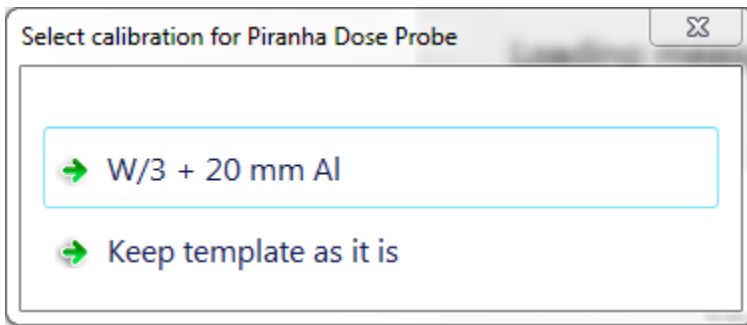 Select calibration for Piranha Dose Probe
W/3 + 20 mm Al
Keep template as it is